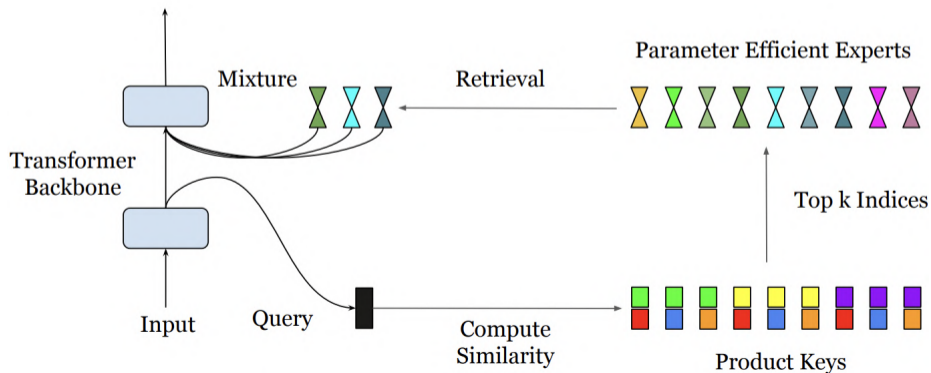 Parameter Efficient Experts
Mixture
Retrieval
Transformer
Backbone
Top k Indices
Input
Query
Compute
Similarity
Product Keys